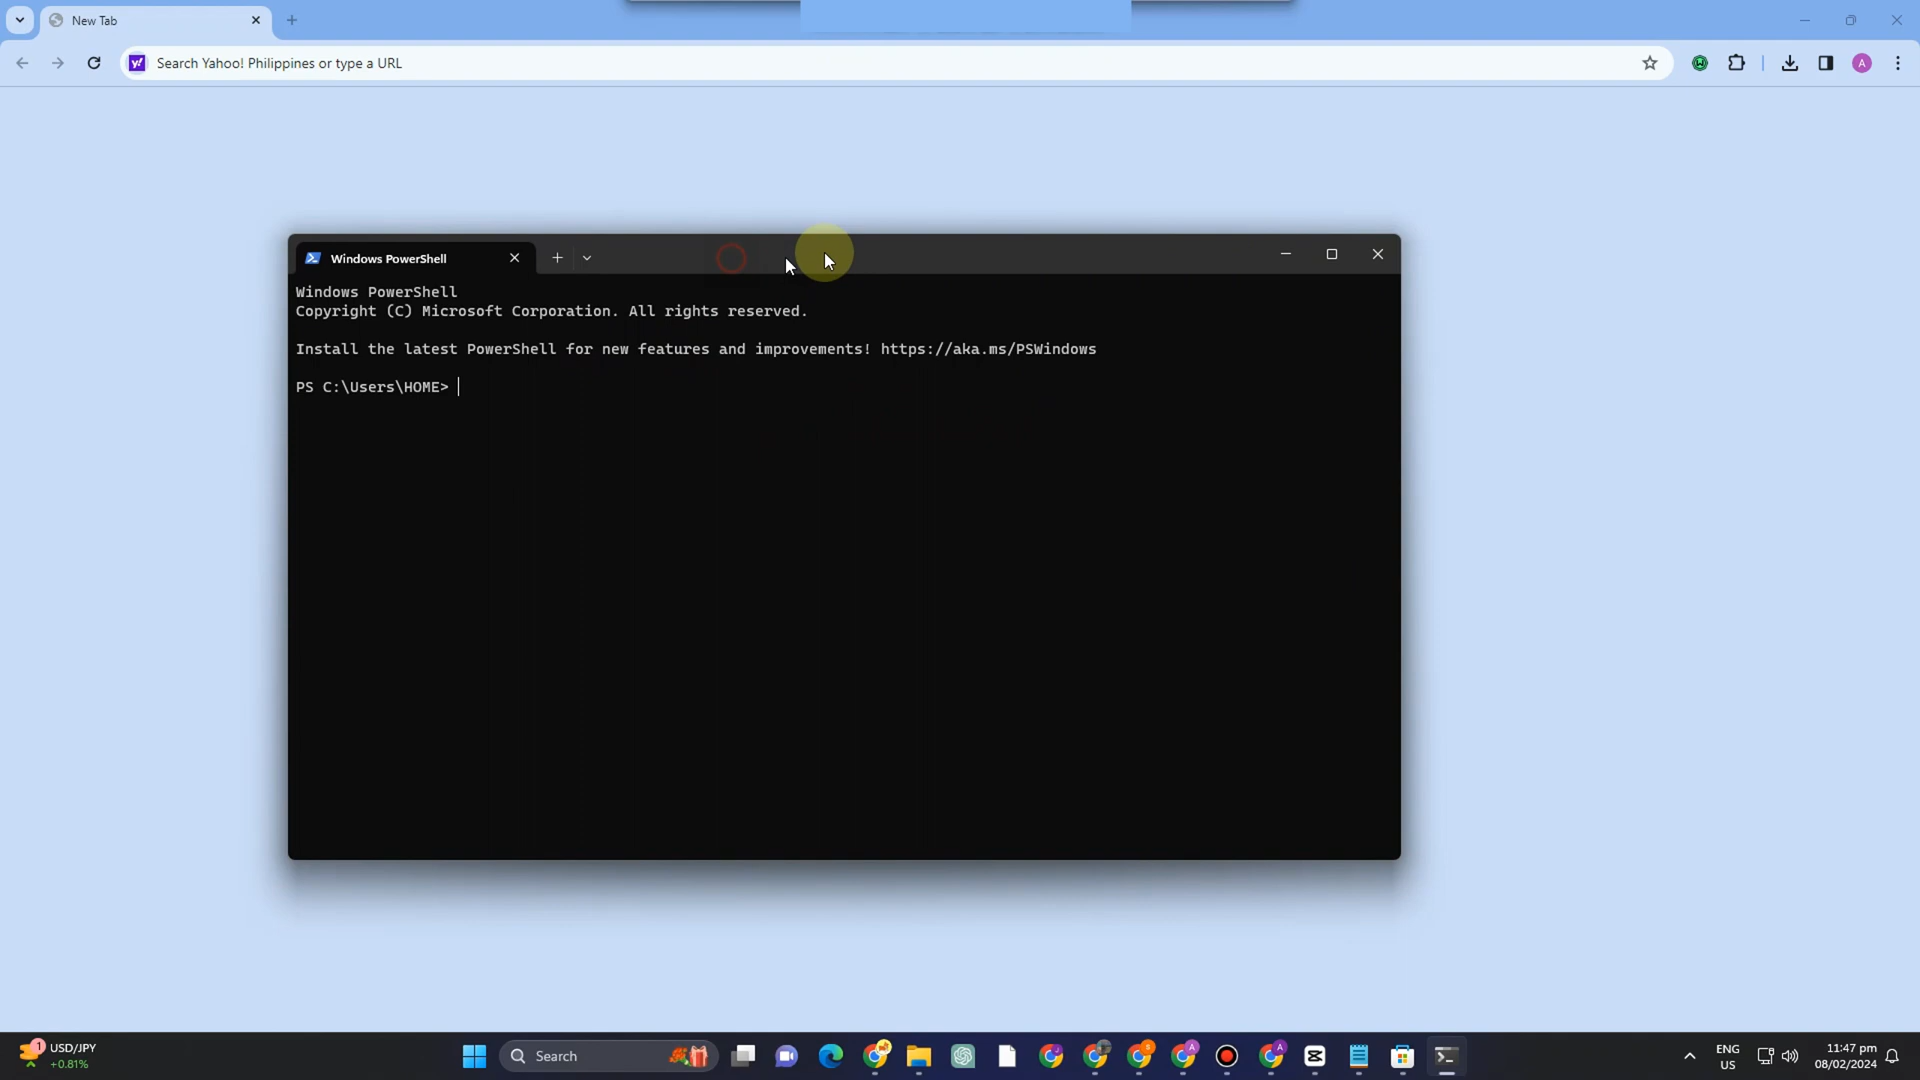 New Tab
Search Yahoo! Philippines or type a URL
A
Windows PowerShell
Windows PowerShell
Copyright (C) Microsoft Corporation. All rights reserved.
Install the latest PowerShell for new features and improvements! https://aka.ms/PSWindows
PS C:\Users\HOME>
1
USD/JPY
+0.81%
Search
ENG
US
11:47 pm
08/02/2024